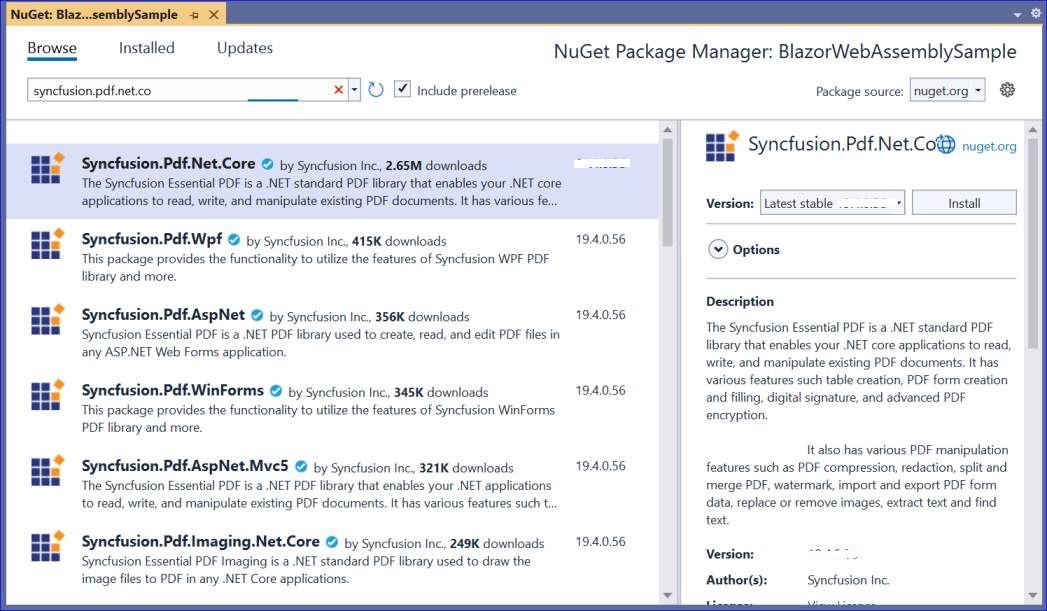 NuGet: Blaz...semblySample
Browse Installed Updates
NuGet Package Manager: BlazorWebAssemblySample
syncfusion.pdf.net.co
Include prerelease
Package source: nuget.org
Syncfusion.Pdf.Net.Core by Syncfusion Inc., 2.65M downloads
The Syncfusion Essential PDF is a .NET standard PDF library that enables your .NET core
applications to read, write, and manipulate existing PDF documents. It has various fe...
Syncfusion.Pdf.Wpf by Syncfusion Inc., 415K downloads 19.4.0.56
This package provides the functionality to utilize the features of Syncfusion WPF PDF
library and more.
Syncfusion.Pdf.AspNet by Syncfusion Inc., 356K downloads 19.4.0.56
Syncfusion Essential PDF is a .NET PDF library used to create, read, and edit PDF files in
any ASP.NET Web Forms application.
Syncfusion.Pdf.WinForms by Syncfusion Inc., 345K downloads 19.4.0.56
This package provides the functionality to utilize the features of Syncfusion WinForms
PDF library and more.
Syncfusion.Pdf.AspNet.Mvc5 by Syncfusion Inc., 321K downloads 19.4.0.56
The Syncfusion Essential PDF is a .NET PDF library that enables your .NET applications
to read, write, and manipulate existing PDF documents. It has various features such t...
Syncfusion.Pdf.Imaging.Net.Core by Syncfusion Inc., 249K downloads 19.4.0.56
Syncfusion Essential PDF Imaging is a .NET standard PDF library used to draw the
image files to PDF in any .NET Core applications.
Syncfusion.Pdf.Net.Co nuget.org
Version: Latest stable Install
Options
Description
The Syncfusion Essential PDF is a .NET standard PDF
library that enables your .NET core applications to read,
write, and manipulate existing PDF documents. It has
various features such table creation, PDF form creation
and filling, digital signature, and advanced PDF
encryption.
It also has various PDF manipulation
features such as PDF compression, redaction, split and
merge PDF, watermark, import and export PDF form
data, replace or remove images, extract text and find
text.
Version:
Author(s): Syncfusion Inc.
License: View License